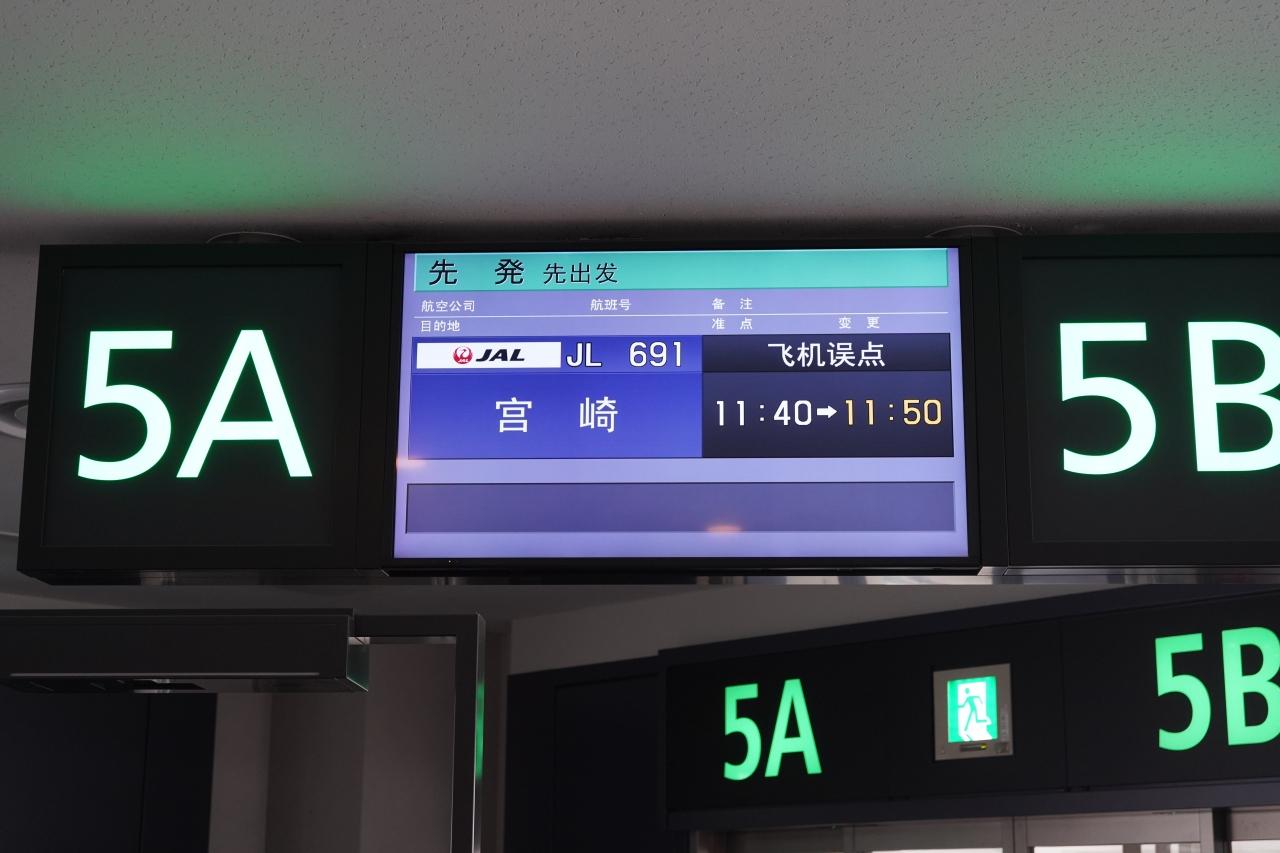 5A
先 発 先出发
航空公司 航班号 备 注
目的地 准 点 变 更
JAL JL 691 飞机误点
宫 崎 11:40➡11:50
5B
5A
5B